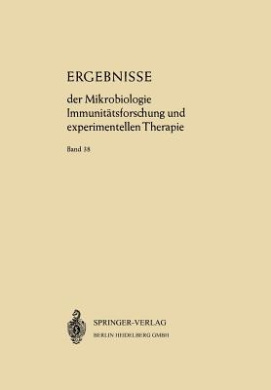 ERGEBNISSE
der Mikrobiologie
Immunitätsforschung und
experimentellen Therapie
Band 38
SPRINGER-VERLAG
BERLIN HEIDELBERG GMBH